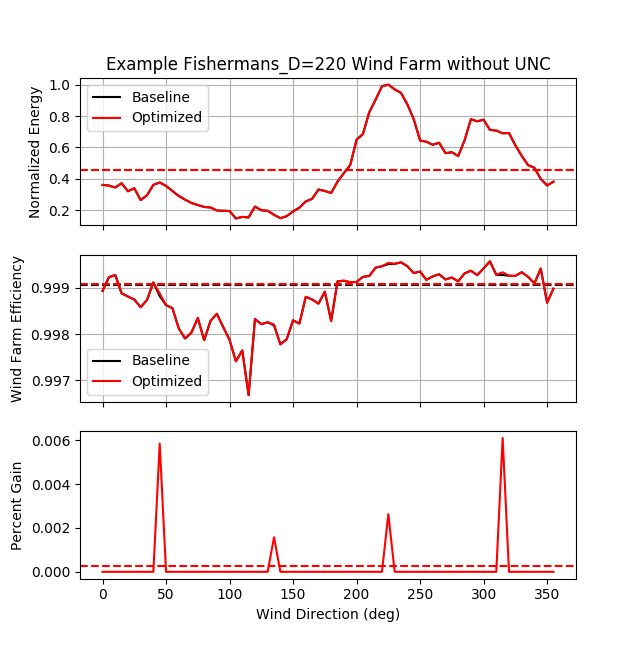 Example Fishermans_D=220 Wind Farm without UNC
Normalized Energy
1.0
0.8
0.6
0.4
0.2
Baseline
Optimized
Wind Farm Efficiency
0.999
0.998
0.997
Baseline
Optimized
Percent Gain
0.006
0.004
0.002
0.000
0 50 100 150 200 250 300 350
Wind Direction (deg)